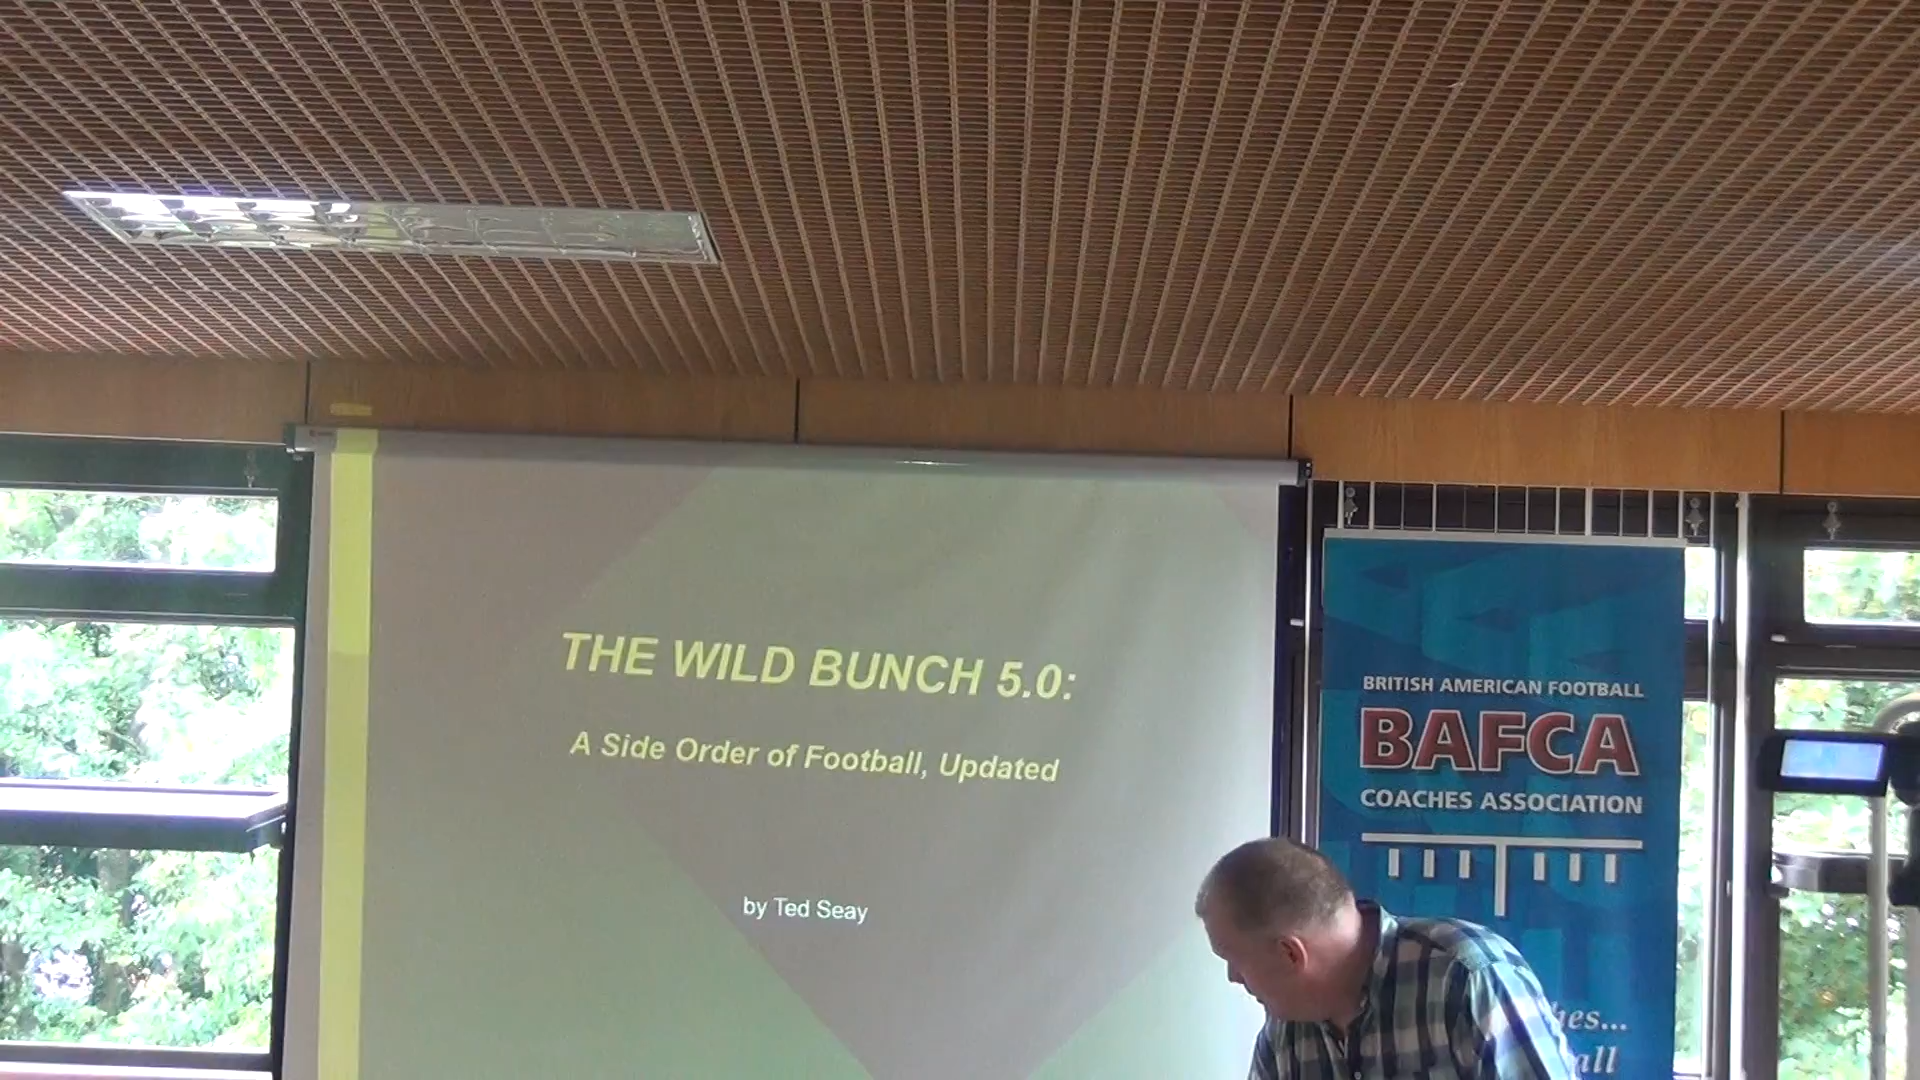 THE WILD BUNCH 5.0:
A Side Order of Football, Updated
by Ted Seay
BRITISH AMERICAN FOOTBALL
BAFCA
COACHES ASSOCIATION